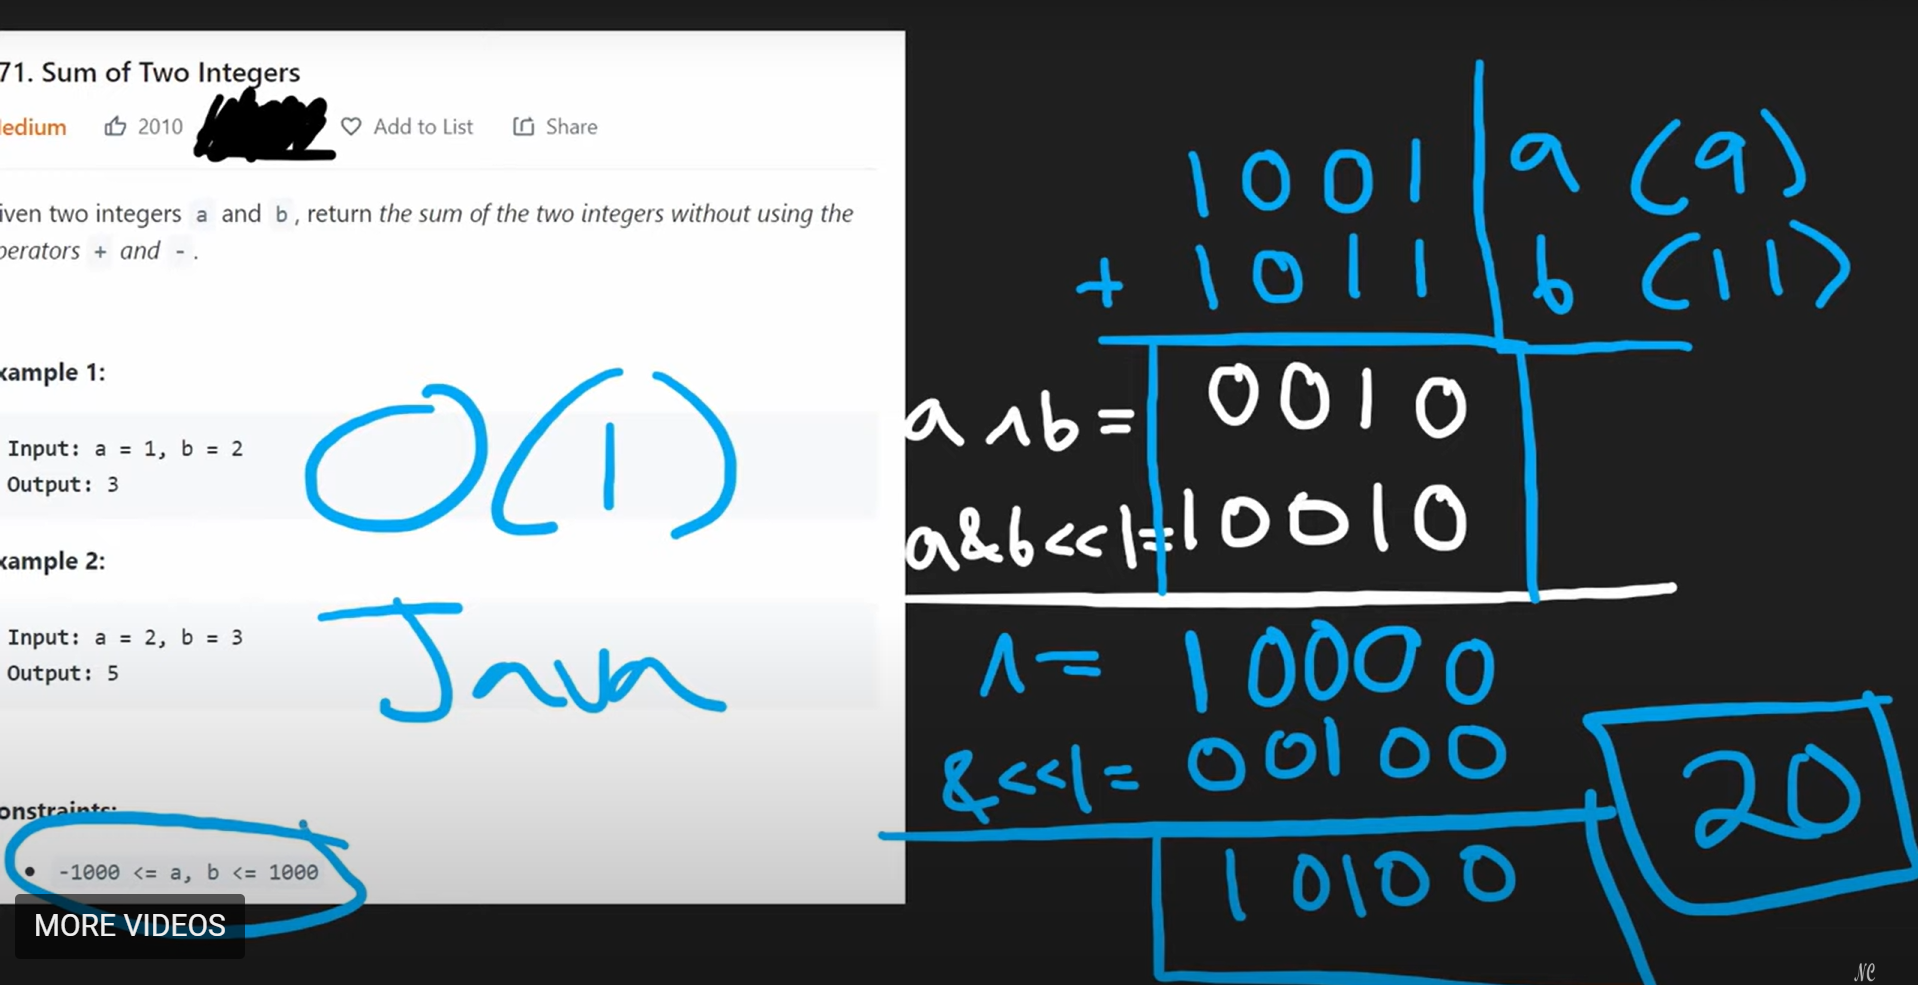 71. Sum of Two Integers
edium 2010 Add to List Share
iven two integers a and b, return the sum of the two integers without using the
perators + and -.
xample 1:
Input: a = 1, b = 2
Output: 3
xample 2:
Input: a = 2, b = 3
Output: 5
onstraints:
-1000 <= a, b <= 1000
MORE VIDEOS
O(1)
Java
1001 a (9)
+ 1011 b (11)
a ^ b = 0010
a & b << 1 = 10010
^ = 10000
& << 1 = 00100
10100
20
NC